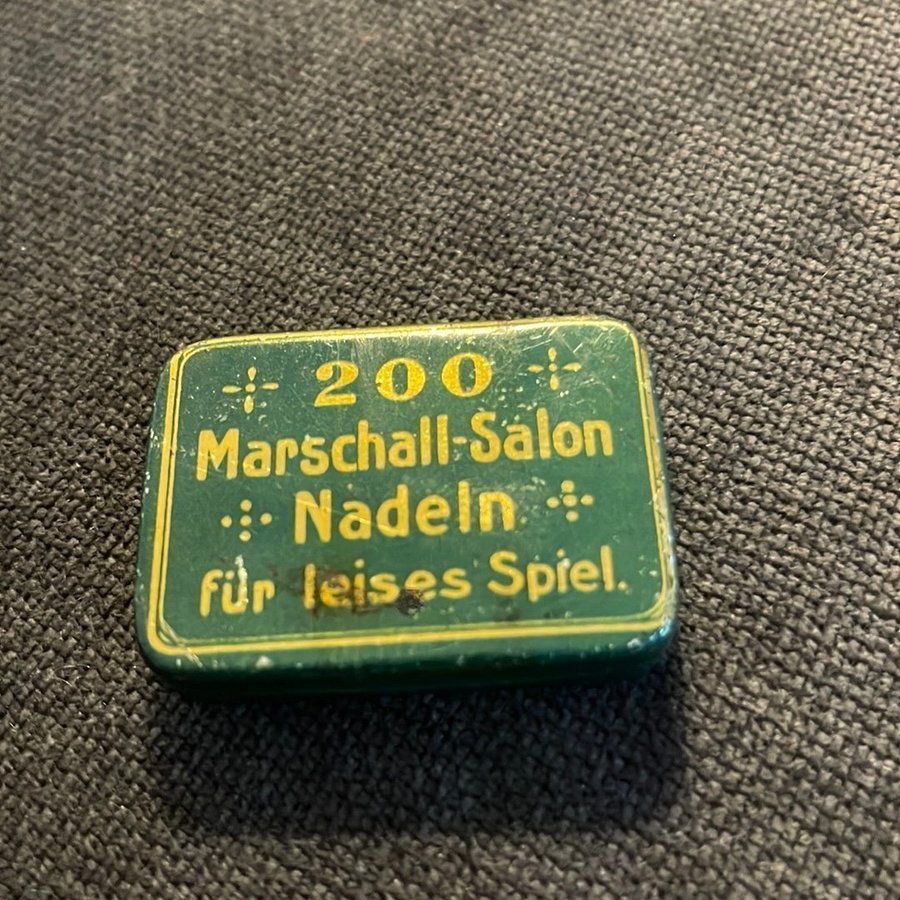 200
Marschall-Salon
Nadeln
für leises Spiel.